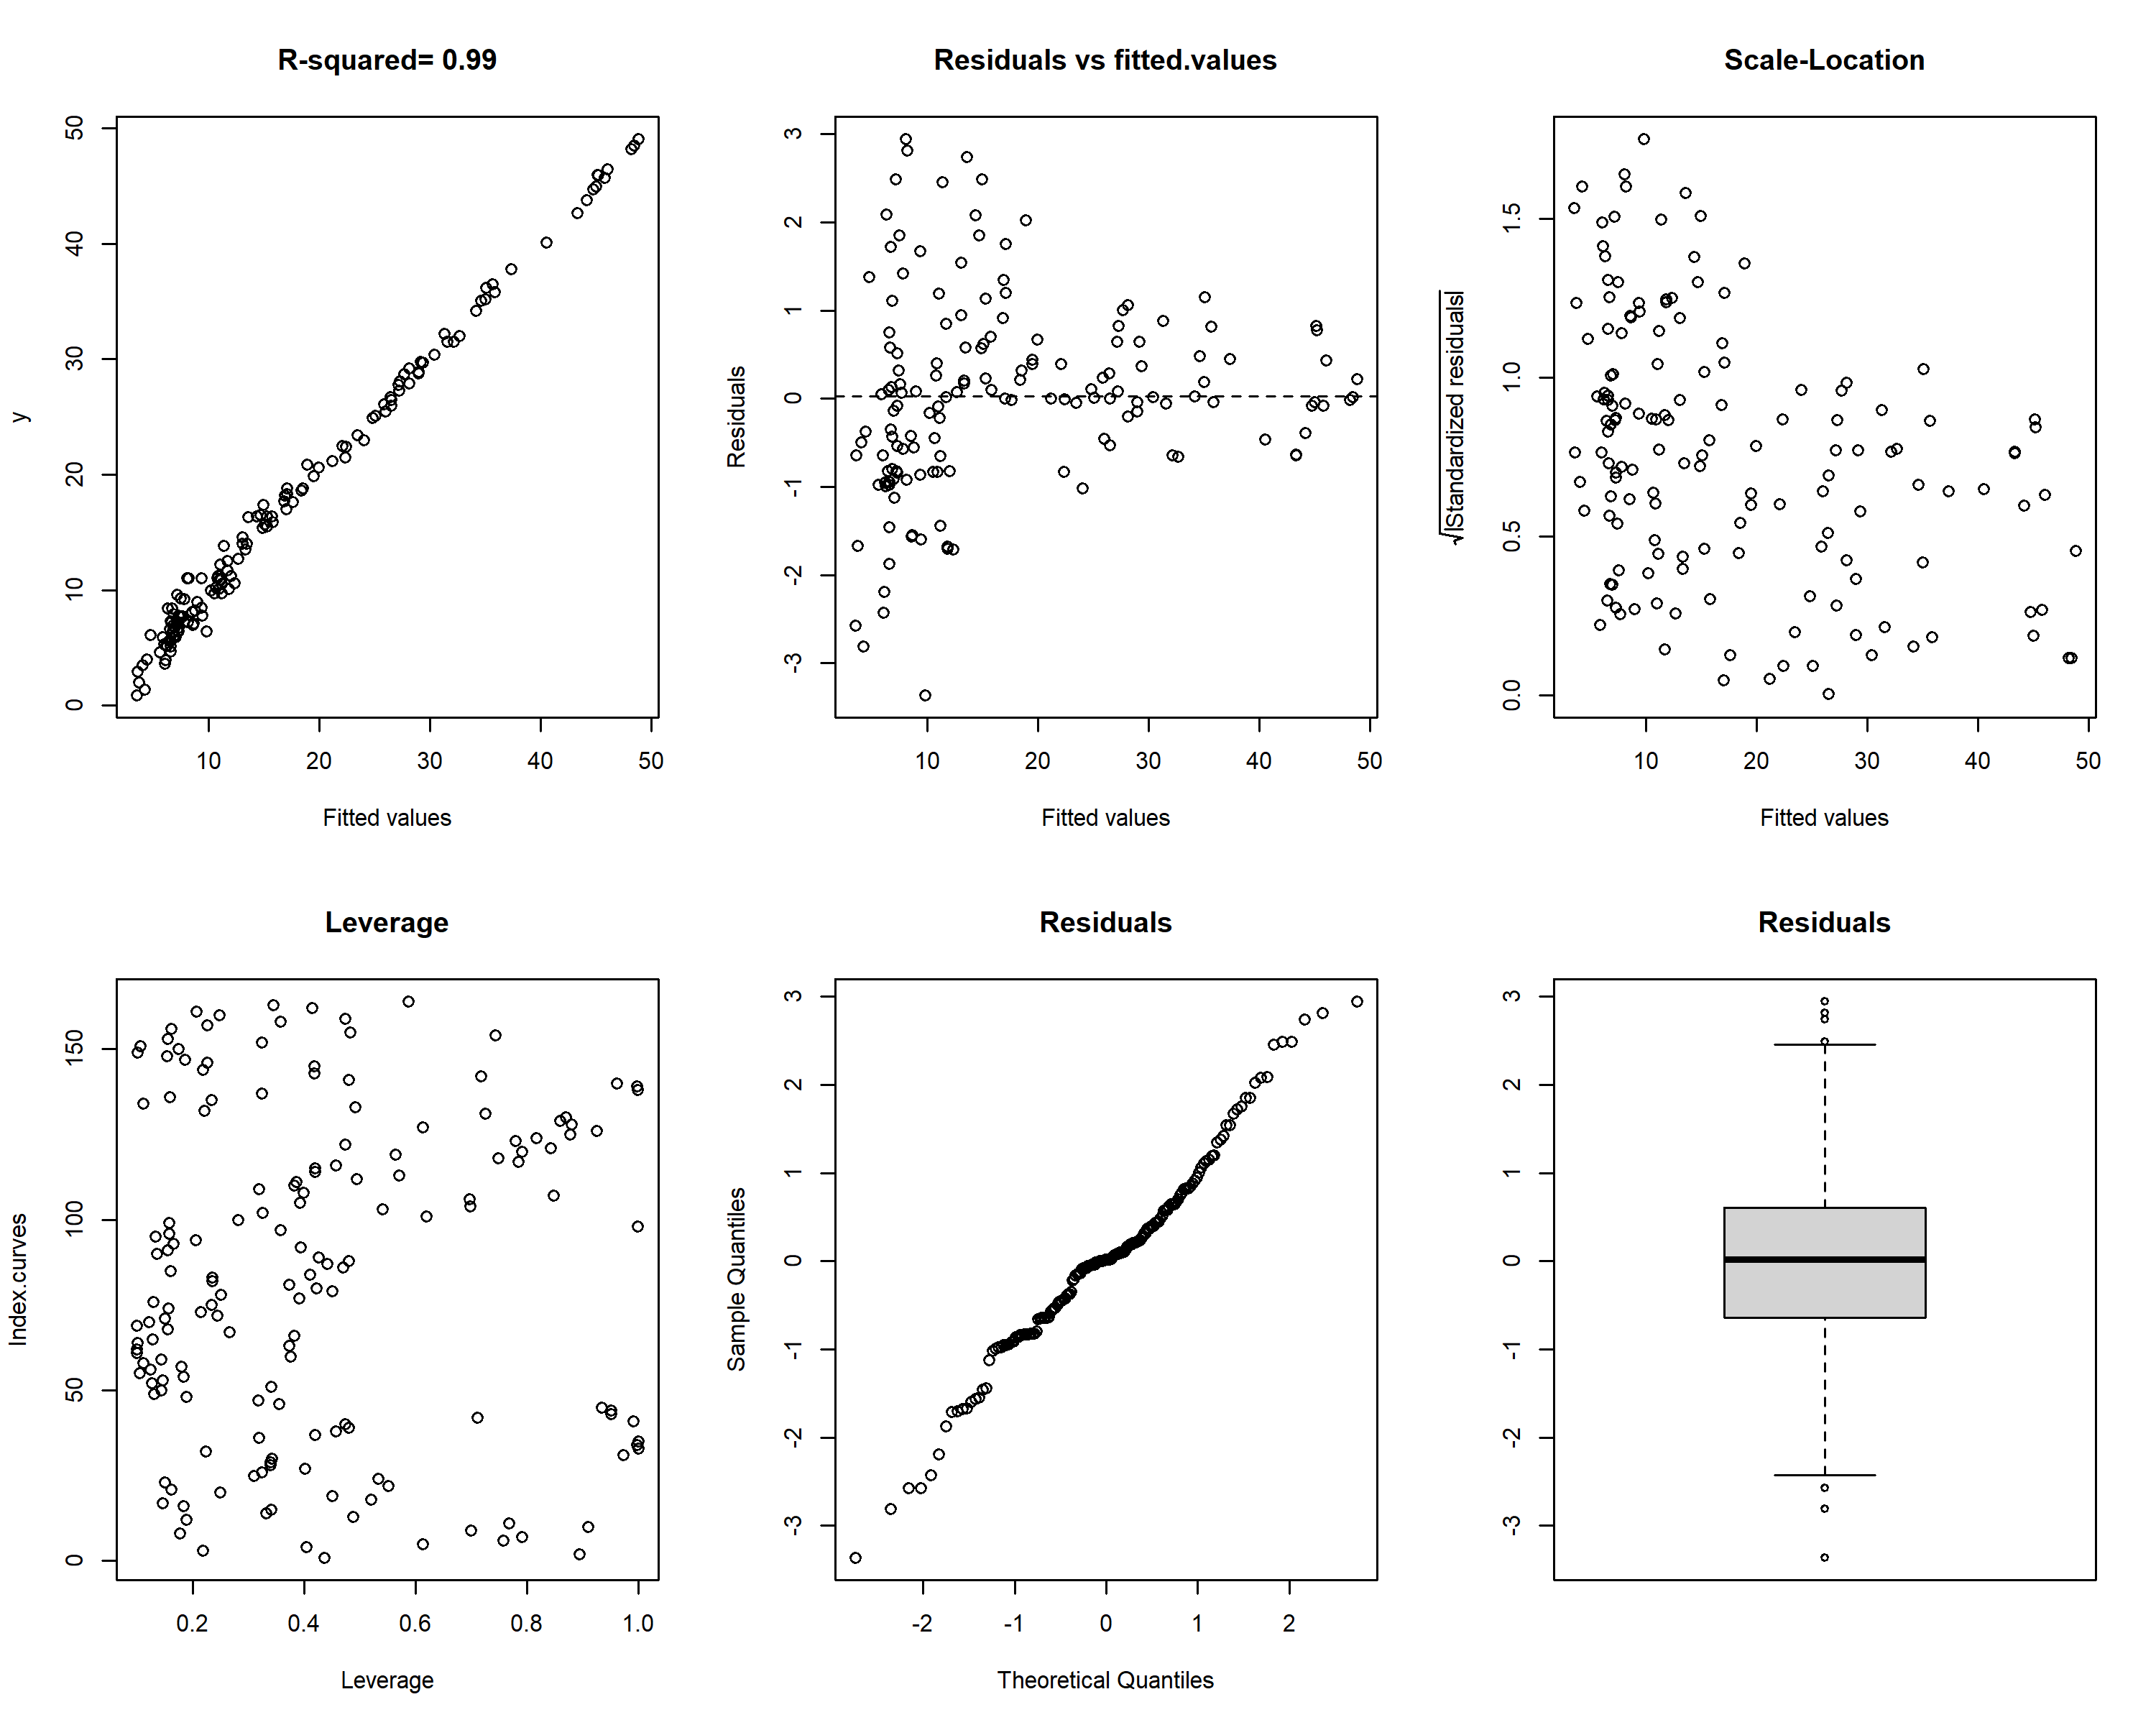 R-squared= 0.99
y
0 10 20 30 40 50
10 20 30 40 50
Fitted values
Residuals vs fitted.values
Residuals
-3 -2 -1 0 1 2 3
10 20 30 40 50
Fitted values
Scale-Location
√|Standardized residuals|
0.0 0.5 1.0 1.5
10 20 30 40 50
Fitted values
Leverage
Index.curves
0 50 100 150
0.2 0.4 0.6 0.8 1.0
Leverage
Residuals
Sample Quantiles
-3 -2 -1 0 1 2 3
-2 -1 0 1 2
Theoretical Quantiles
Residuals
-3 -2 -1 0 1 2 3